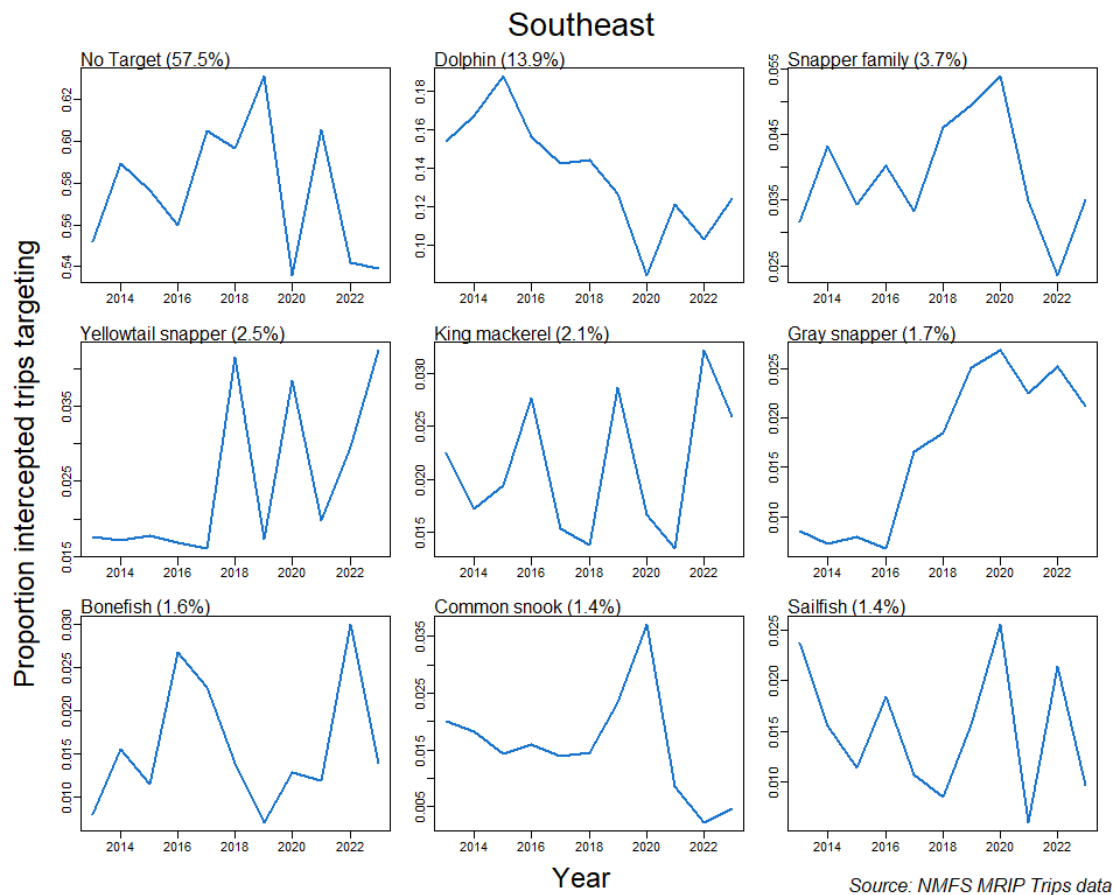 Southeast
Proportion intercepted trips targeting
No Target (57.5%)
0.62
0.60
0.58
0.56
0.54
2014 2016 2018 2020 2022
Dolphin (13.9%)
0.18
0.16
0.14
0.12
0.10
2014 2016 2018 2020 2022
Snapper family (3.7%)
0.055
0.045
0.035
0.025
2014 2016 2018 2020 2022
Yellowtail snapper (2.5%)
0.035
0.025
0.015
2014 2016 2018 2020 2022
King mackerel (2.1%)
0.030
0.025
0.020
0.015
2014 2016 2018 2020 2022
Gray snapper (1.7%)
0.025
0.020
0.015
0.010
2014 2016 2018 2020 2022
Bonefish (1.6%)
0.030
0.025
0.020
0.015
0.010
2014 2016 2018 2020 2022
Common snook (1.4%)
0.035
0.025
0.015
0.005
2014 2016 2018 2020 2022
Sailfish (1.4%)
0.025
0.020
0.015
0.010
2014 2016 2018 2020 2022
Year
Source: NMFS MRIP Trips data